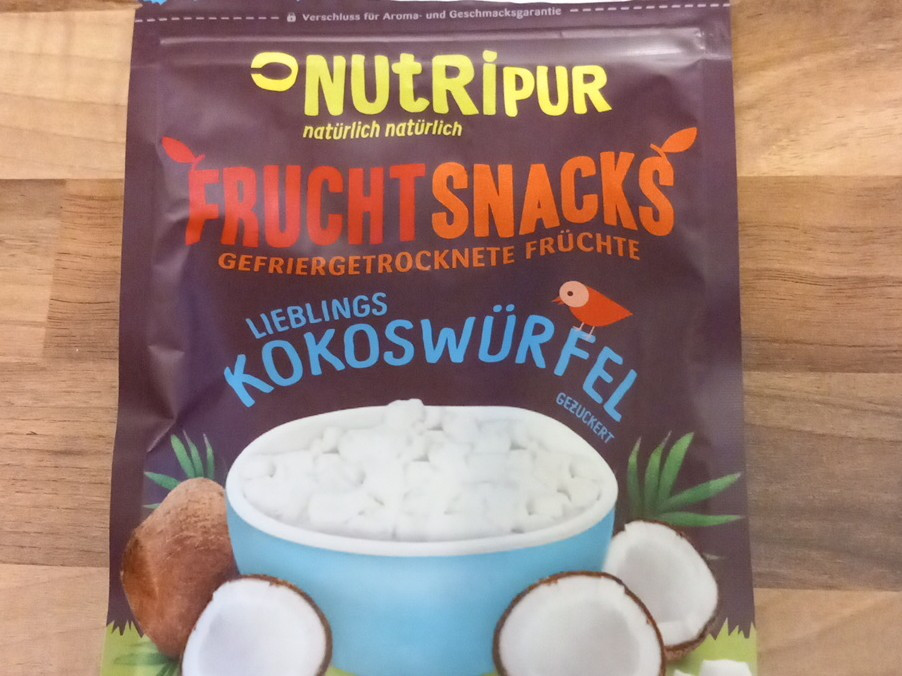 Verschluss für Aroma- und Geschmacksgarantie
NUtRiPUR
natürlich natürlich
FRUCHTSNACKS
GEFRIERGETROCKNETE FRÜCHTE
LIEBLINGS
KOKOSWÜRFEL
GEZUCKERT